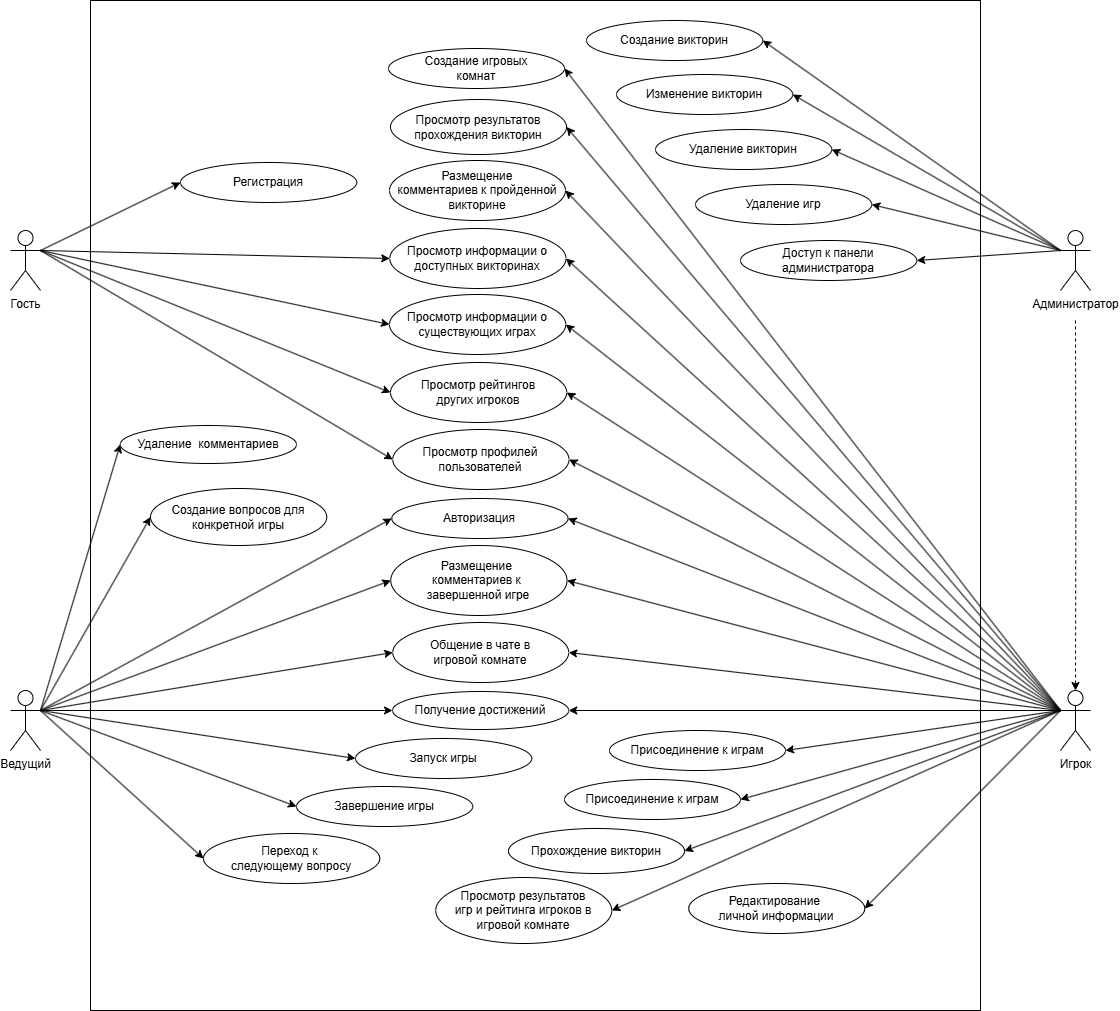 Создание викторин
Создание игровых
комнат
Изменение викторин
Просмотр результатов
прохождения викторин
Удаление викторин
Регистрация
Размещение
комментариев к пройденной
викторине
Удаление игр
Просмотр информации о
доступных викторинах
Доступ к панели
администратора
Гость
Администратор
Просмотр информации о
существующих играх
Просмотр рейтингов
других игроков
Удаление  комментариев
Просмотр профилей
пользователей
Создание вопросов для
конкретной игры
Авторизация
Размещение
комментариев к
завершенной игре
Общение в чате в
игровой комнате
Получение достижений
Ведущий
Игрок
Запуск игры
Присоединение к играм
Завершение игры
Присоединение к играм
Переход к
следующему вопросу
Прохождение викторин
Просмотр результатов
игр и рейтинга игроков в
игровой комнате
Редактирование
личной информации